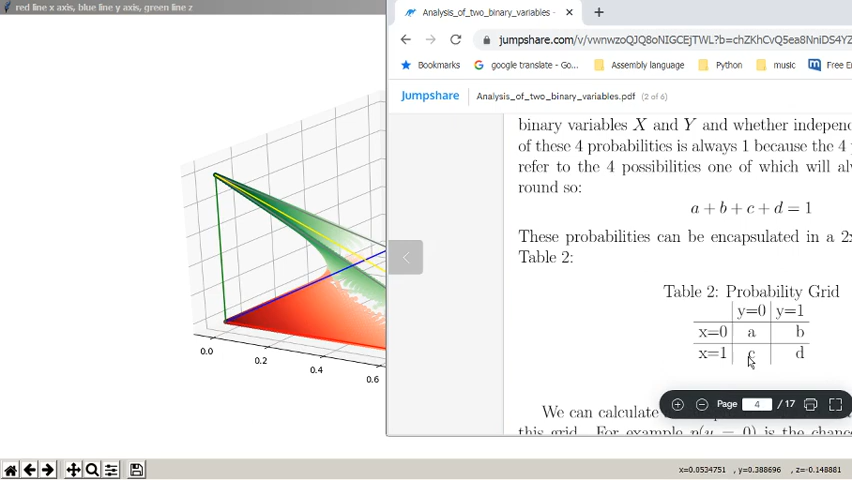 red line x axis, blue line y axis, green line z
Analysis_of_two_binary_variables -
jumpshare.com/v/vwnwzoQJQ8oNIGCEjTWL?b=chZKhCvQ5ea8NniDS4YZ
Bookmarks google translate - Go... Assembly language Python music Free E
Jumpshare Analysis_of_two_binary_variables.pdf (2 of 6)
binary variables X and Y and whether independ
of these 4 probabilities is always 1 because the 4
refer to the 4 possibilities one of which will al
round so:
a + b + c + d = 1
These probabilities can be encapsulated in a 2
Table 2:
Table 2: Probability Grid
y=0 y=1
x=0 a b
x=1 c d
Page 4 / 17
We can calculate
this grid. For example p(y = 0) is the chanc
0.0
0.2
0.4
0.6
x=0.0534751 , y=0.388696 , z=-0.148881